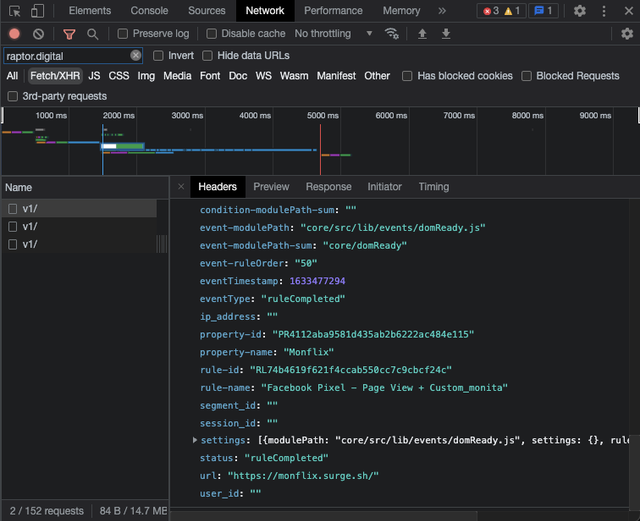 Elements Console Sources Network Performance Memory » 3 1 1
Preserve log Disable cache No throttling
raptor.digital Invert Hide data URLs
All Fetch/XHR JS CSS Img Media Font Doc WS Wasm Manifest Other Has blocked cookies Blocked Requests
3rd-party requests
1000 ms 2000 ms 3000 ms 4000 ms 5000 ms 6000 ms 7000 ms 8000 ms 9000 ms
Name
v1/
v1/
v1/
2 / 152 requests 84 B / 14.7 MB
× Headers Preview Response Initiator Timing
condition-modulePath-sum: ""
event-modulePath: "core/src/lib/events/domReady.js"
event-modulePath-sum: "core/domReady"
event-ruleOrder: "50"
eventTimestamp: 1633477294
eventType: "ruleCompleted"
ip_address: ""
property-id: "PR4112aba9581d435ab2b6222ac484e115"
property-name: "Monflix"
rule-id: "RL74b4619f621f4ccab550cc7c9cbcf24c"
rule-name: "Facebook Pixel - Page View + Custom_monita"
segment_id: ""
session_id: ""
settings: [{modulePath: "core/src/lib/events/domReady.js", settings: {}, rul
status: "ruleCompleted"
url: "https://monflix.surge.sh/"
user_id: ""